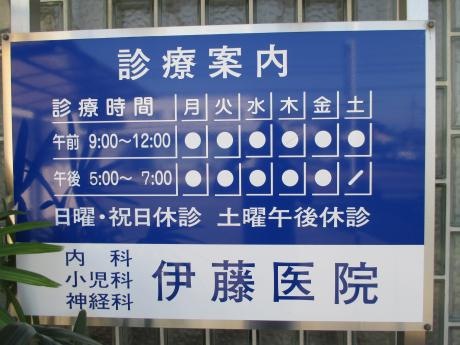 診療案内
診療時間 月 火 水 木 金 土
午前 9:00〜12:00 ● ● ● ● ● ●
午後 5:00〜 7:00 ● ● ● ● ● /
日曜・祝日休診 土曜午後休診
内科
小児科
神経科
伊藤医院